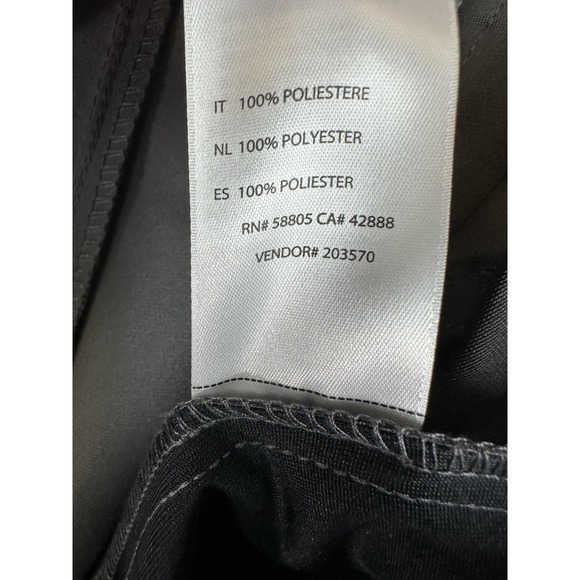 IT 100% POLIESTERE
NL 100% POLYESTER
ES 100% POLIESTER
RN# 58805 CA# 42888
VENDOR# 203570